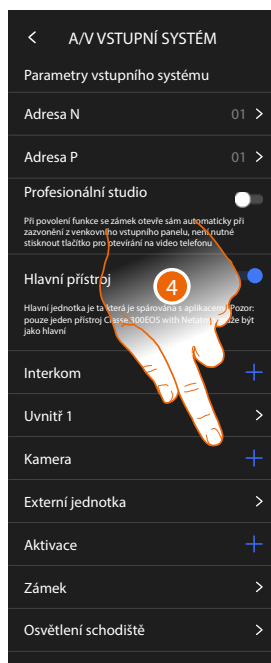 A/V VSTUPNÍ SYSTÉM
Parametry vstupního systému
Adresa N 01
Adresa P 01
Profesionální studio
Při povolení funkce se zámek otevře sám automaticky při
zazvonění z venkovního vstupního panelu, není nutné
stisknout tlačítko pro otevírání na video telefonu
Hlavní přístroj
4
Hlavní jednotka je ta která je spárována s aplikacem. Pozor:
pouze jeden přístroj Classe 300EOS with Netatmo být
jako hlavní
Interkom
Uvnitř 1
Kamera
Externí jednotka
Aktivace
Zámek
Osvětlení schodiště